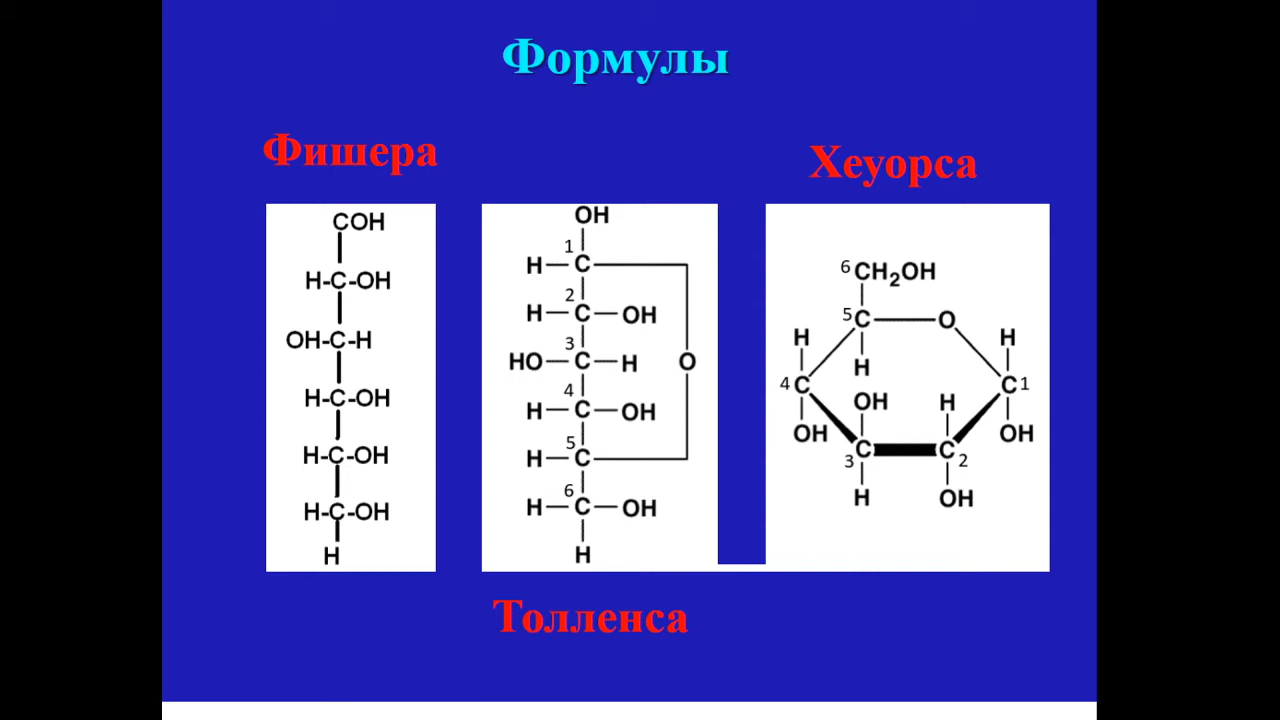 Формулы
Фишера
Хеуорса
COH
H-C-OH
OH-C-H
H-C-OH
H-C-OH
H-C-OH
H
OH
1
H—C
2
H—C—OH
3
HO—C—H
O
4
H—C—OH
5
H—C
6
H—C—OH
H
6 CH₂OH
5 C—O
H H
H
4 C C 1
OH H
OH OH
3 C C 2
H OH
Толленса